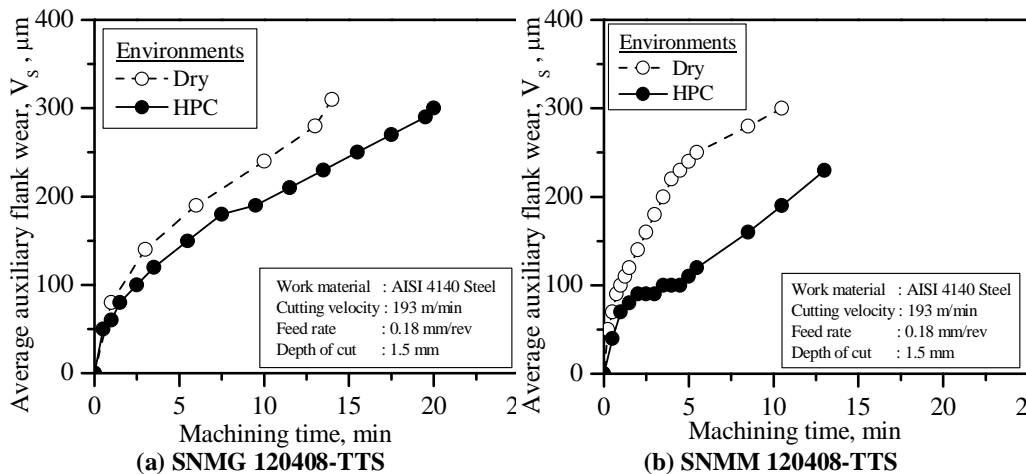 400
300
200
100
0
Average auxiliary flank wear, V_s , μm
Environments
Dry
HPC
Work material : AISI 4140 Steel
Cutting velocity : 193 m/min
Feed rate : 0.18 mm/rev
Depth of cut : 1.5 mm
0 5 10 15 20 2
Machining time, min
(a) SNMG 120408-TTS
400
300
200
100
0
Average auxiliary flank wear, V_s , μm
Environments
Dry
HPC
Work material : AISI 4140 Steel
Cutting velocity : 193 m/min
Feed rate : 0.18 mm/rev
Depth of cut : 1.5 mm
0 5 10 15 20 2
Machining time, min
(b) SNMM 120408-TTS